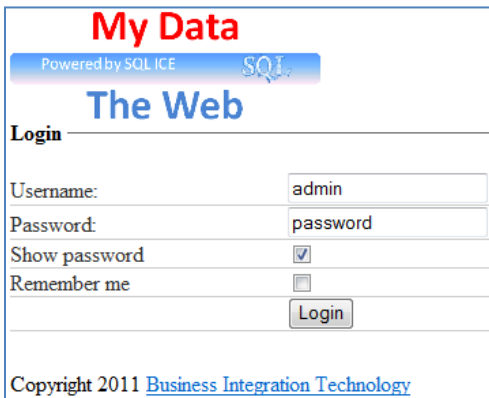 My Data
Powered by SQL ICE SQL
The Web
Login
Username: admin
Password: password
Show password
Remember me
Login
Copyright 2011 Business Integration Technology